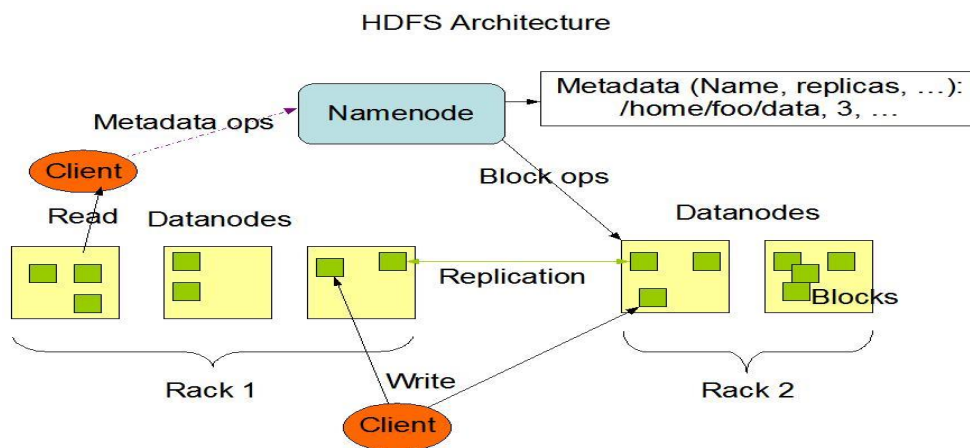 HDFS Architecture
Metadata (Name, replicas, ...):
/home/foo/data, 3, ...
Namenode
Metadata ops
Client
Block ops
Read
Datanodes
Datanodes
Replication
Blocks
Rack 1
Write
Rack 2
Client